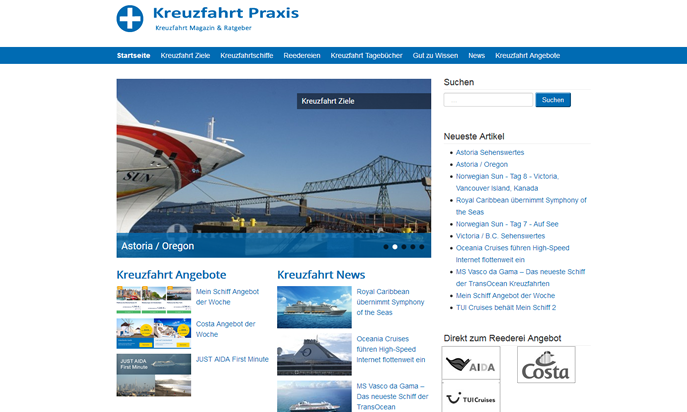 Kreuzfahrt Praxis
Kreuzfahrt Magazin & Ratgeber
Startseite Kreuzfahrt Ziele Kreuzfahrtschiffe Reedereien Kreuzfahrt Tagebücher Gut zu Wissen News Kreuzfahrt Angebote
Kreuzfahrt Ziele
SUN
Astoria / Oregon
Kreuzfahrt Angebote
Mein Schiff Angebot
der Woche
Costa Angebot der
Woche
JUST AIDA
First Minute
JUST AIDA First Minute
Kreuzfahrt News
Royal Caribbean
übernimmt Symphony
of the Seas
Oceania Cruises
führen High-Speed
Internet flottenweit ein
MS Vasco da Gama –
Das neueste Schiff
der TransOcean
Suchen
...
Suchen
Neueste Artikel
Astoria Sehenswertes
Astoria / Oregon
Norwegian Sun - Tag 8 - Victoria,
Vancouver Island, Kanada
Royal Caribbean übernimmt Symphony of
the Seas
Norwegian Sun - Tag 7 - Auf See
Victoria / B.C. Sehenswertes
Oceania Cruises führen High-Speed
Internet flottenweit ein
MS Vasco da Gama – Das neueste Schiff
der TransOcean Kreuzfahrten
Mein Schiff Angebot der Woche
TUI Cruises behält Mein Schiff 2
Direkt zum Reederei Angebot
AIDA
Costa
TUI Cruises